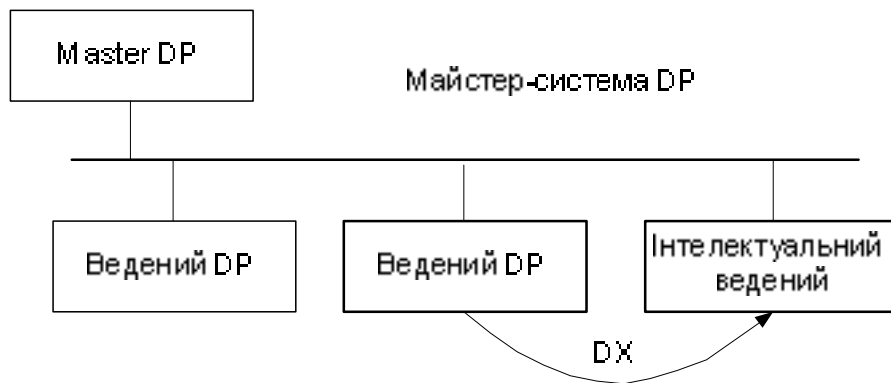 Master DP
Майстер-система DP
Ведений DP
Ведений DP
Інтелектуальний
ведений
DX